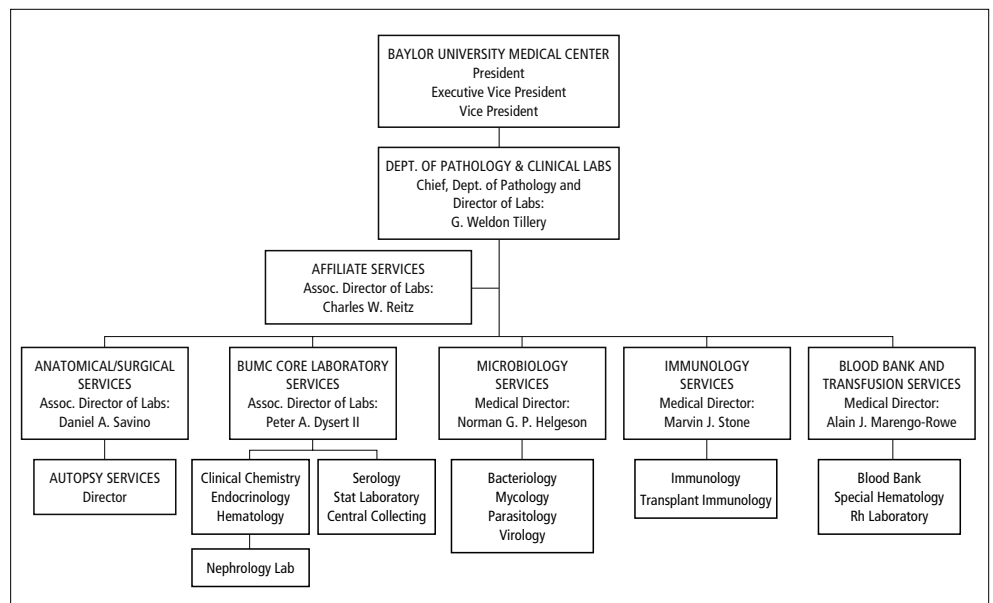 BAYLOR UNIVERSITY MEDICAL CENTER
President
Executive Vice President
Vice President
DEPT. OF PATHOLOGY & CLINICAL LABS
Chief, Dept. of Pathology and
Director of Labs:
G. Weldon Tillery
AFFILIATE SERVICES
Assoc. Director of Labs:
Charles W. Reitz
ANATOMICAL/SURGICAL
SERVICES
Assoc. Director of Labs:
Daniel A. Savino
BUMC CORE LABORATORY
SERVICES
Assoc. Director of Labs:
Peter A. Dysert II
MICROBIOLOGY
SERVICES
Medical Director:
Norman G. P. Helgeson
IMMUNOLOGY
SERVICES
Medical Director:
Marvin J. Stone
BLOOD BANK AND
TRANSFUSION SERVICES
Medical Director:
Alain J. Marengo-Rowe
AUTOPSY SERVICES
Director
Clinical Chemistry
Endocrinology
Hematology
Serology
Stat Laboratory
Central Collecting
Bacteriology
Mycology
Parasitology
Virology
Immunology
Transplant Immunology
Blood Bank
Special Hematology
Rh Laboratory
Nephrology Lab